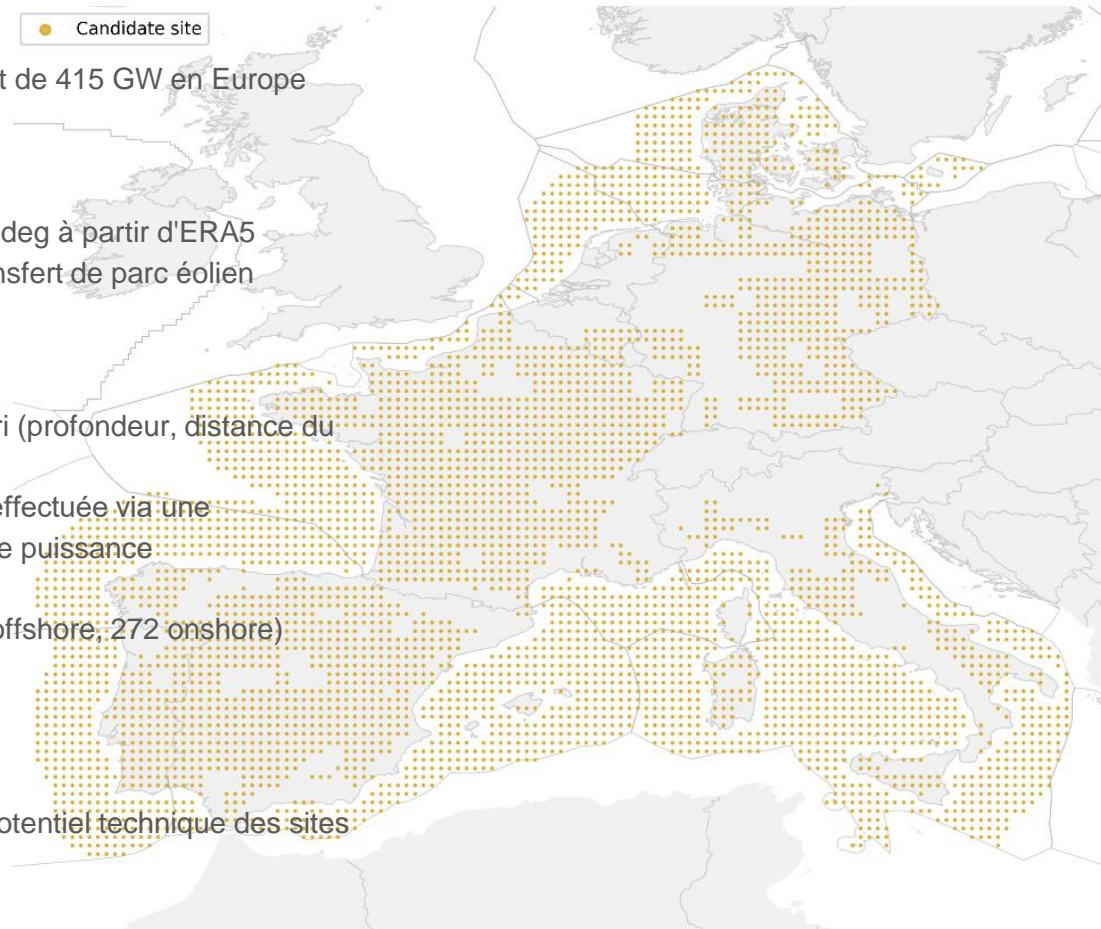 Candidate site
t de 415 GW en Europe
deg à partir d'ERA5
nsfert de parc éolien
ri (profondeur, distance du
effectuée via une
e puissance
offshore, 272 onshore)
otentiel technique des sites